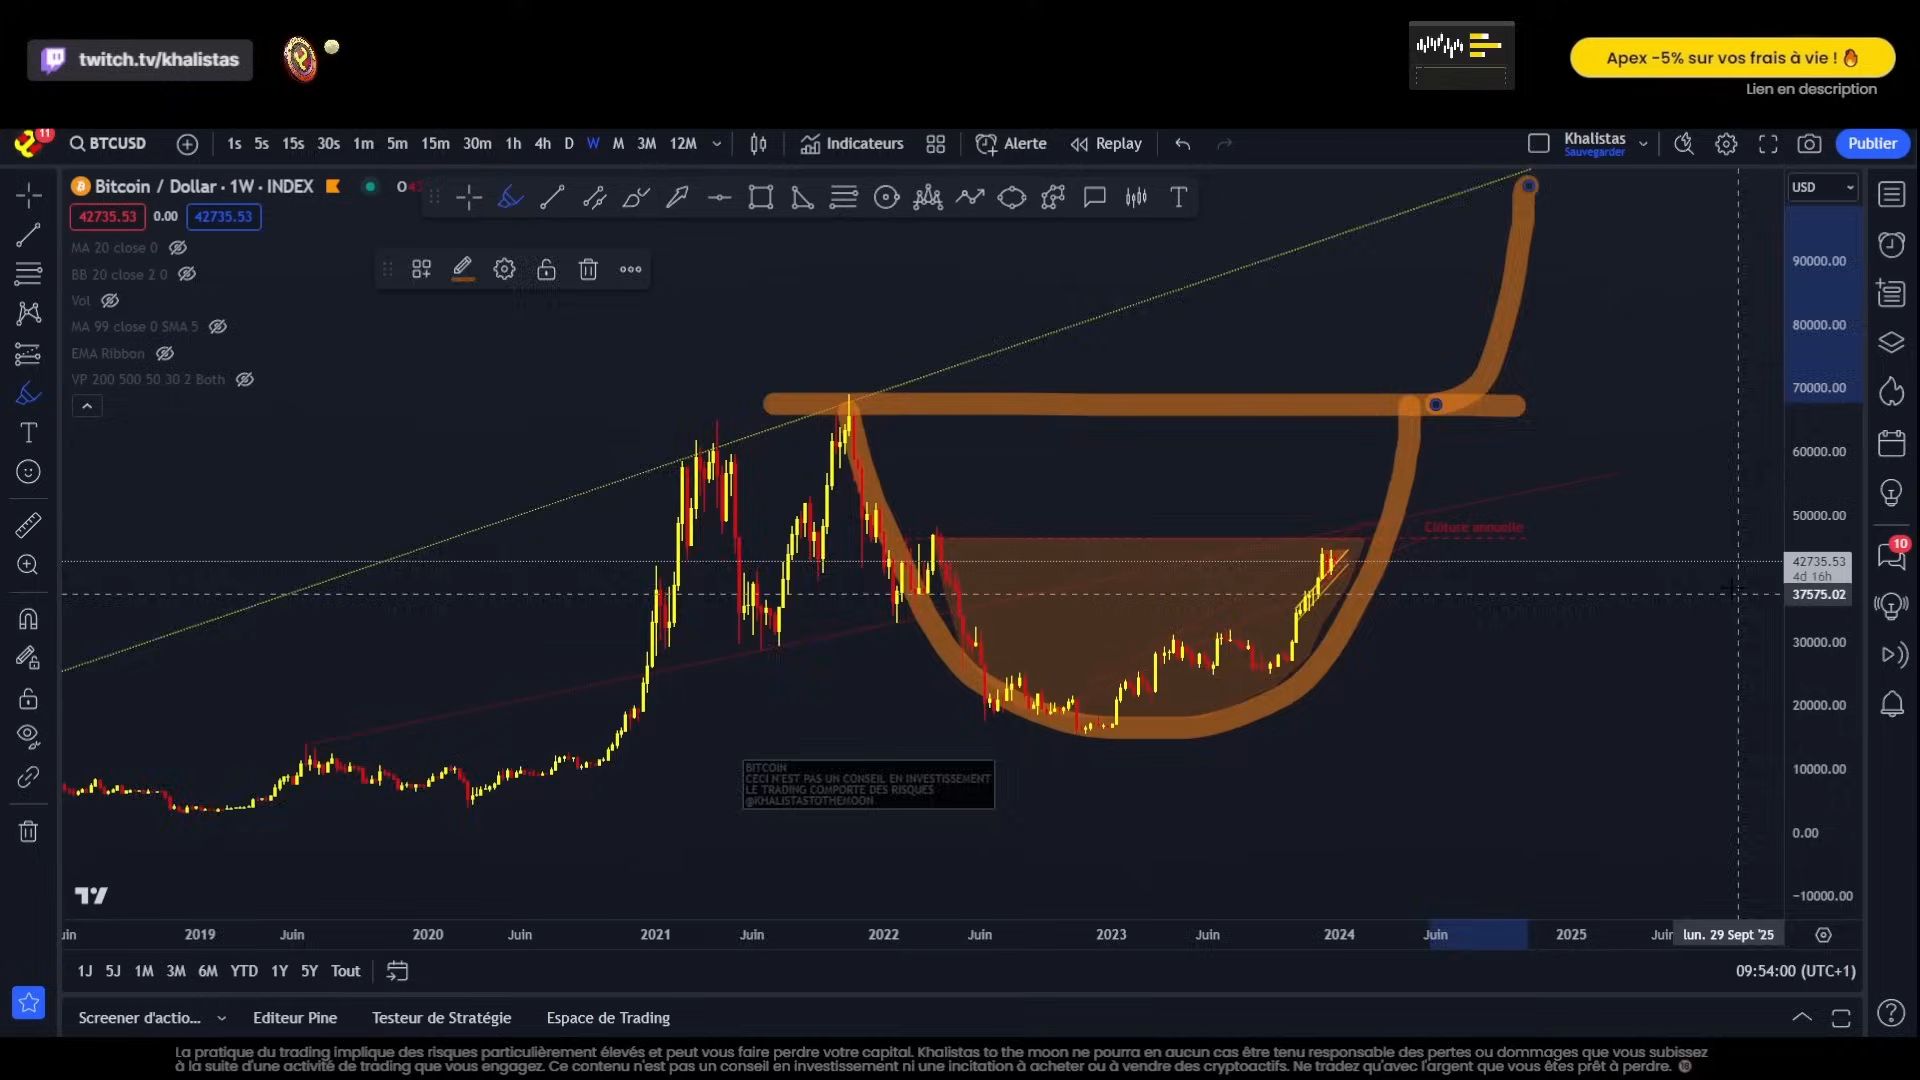 twitch.tv/khalistas
Apex -5% sur vos frais à vie !
Lien en description
11
BTCUSD
1s 5s 15s 30s 1m 5m 15m 30m 1h 4h D W M 3M 12M
Indicateurs
Alerte
Replay
Khalistas
Sauvegarder
Publier
Bitcoin / Dollar · 1W · INDEX
USD
42735.53 0.00 42735.53
MA 20 close 0
BB 20 close 2 0
Vol
MA 99 close 0 SMA 5
EMA Ribbon
VP 200 500 50 30 2 Both
90000.00
80000.00
70000.00
60000.00
50000.00
Clôture annuelle
42735.53
4d 16h
37575.02
30000.00
20000.00
10000.00
0.00
-10000.00
10
BITCOIN
CECI N'EST PAS UN CONSEIL EN INVESTISSEMENT
LE TRADING COMPORTE DES RISQUES
@KHALISTASTOTHEMOON
uin 2019 Juin 2020 Juin 2021 Juin 2022 Juin 2023 Juin 2024 Juin 2025 Juin lun. 29 Sept '25
1J 5J 1M 3M 6M YTD 1Y 5Y Tout
09:54:00 (UTC+1)
Screener d'actio... Editeur Pine Testeur de Stratégie Espace de Trading
La pratique du trading implique des risques particulièrement élevés et peut vous faire perdre votre capital. Khalistas to the moon ne pourra en aucun cas être tenu responsable des pertes ou dommages que vous subissez
à la suite d'une activité de trading que vous engagez. Ce contenu n'est pas un conseil en investissement ni une incitation à acheter ou à vendre des cryptoactifs. Ne tradez qu'avec l'argent que vous êtes prêt à perdre.